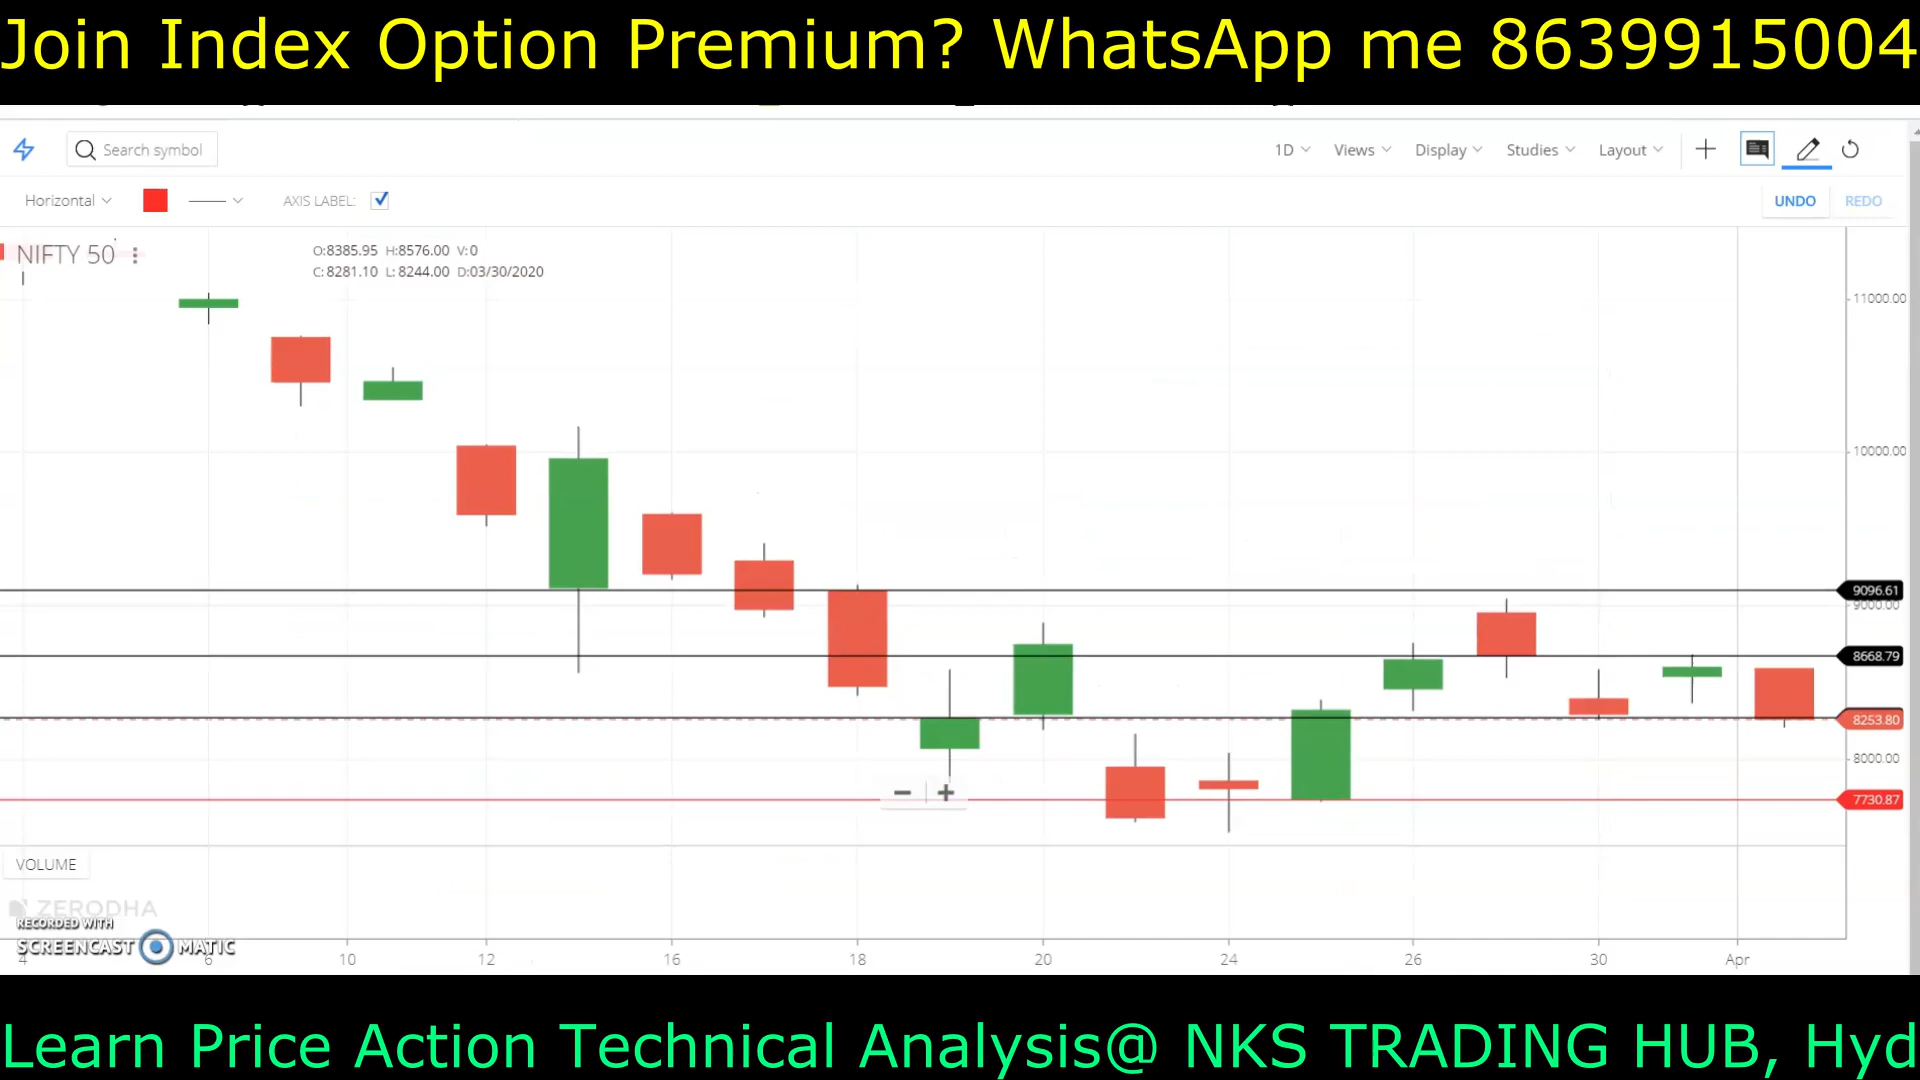 Join Index Option Premium? WhatsApp me 8639915004
Search symbol
1D Views Display Studies Layout
Horizontal AXIS LABEL: UNDO REDO
NIFTY 50
O:8385.95 H:8576.00 V:0
C:8281.10 L:8244.00 D:03/30/2020
11000.00
10000.00
9096.61
9000.00
8668.79
8253.80
8000.00
7730.87
VOLUME
ZERODHA
RECORDED WITH
SCREENCAST MATIC
4 6 10 12 16 18 20 24 26 30 Apr
Learn Price Action Technical Analysis@ NKS TRADING HUB, Hyd